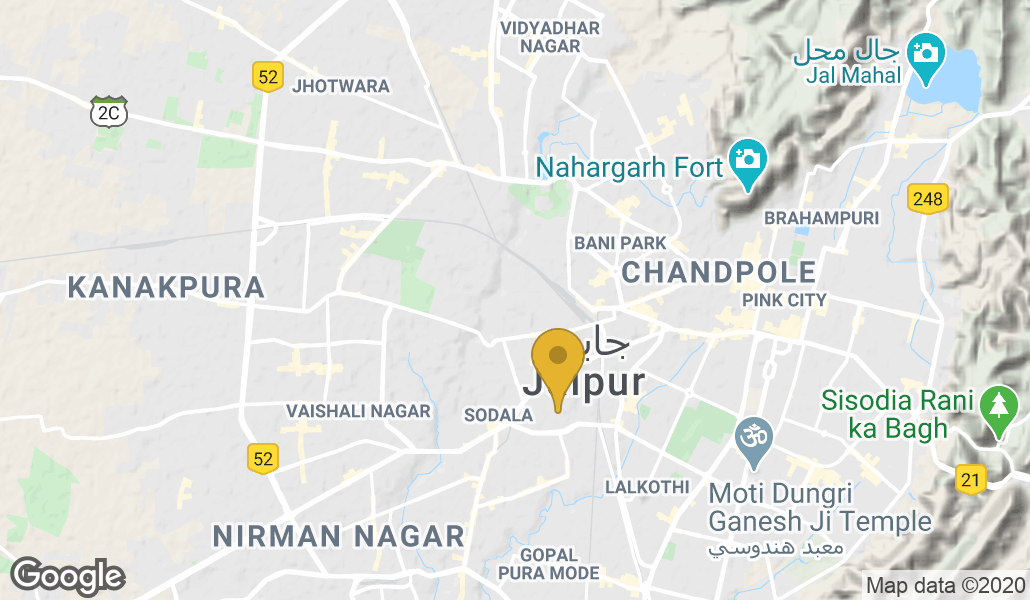 VIDYADHAR
NAGAR
جال محل
Jal Mahal
52
JHOTWARA
2C
Nahargarh Fort
248
BRAHAMPURI
BANI PARK
CHANDPOLE
KANAKPURA
PINK CITY
Sisodia Rani
ka Bagh
VAISHALI NAGAR
SODALA
52
21
LALKOTHI
Moti Dungri
Ganesh Ji Temple
معبد هندوسي
NIRMAN NAGAR
GOPAL
PURA MODE
Google
Map data ©2020